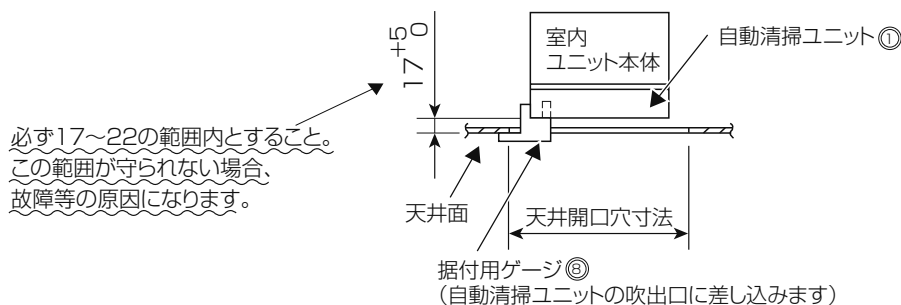 17 +5 0
室内
ユニット本体
自動清掃ユニット①
必ず17～22の範囲内とすること。
この範囲が守られない場合、
故障等の原因になります。
天井面
天井開口穴寸法
据付用ゲージ⑧
（自動清掃ユニットの吹出口に差し込みます）